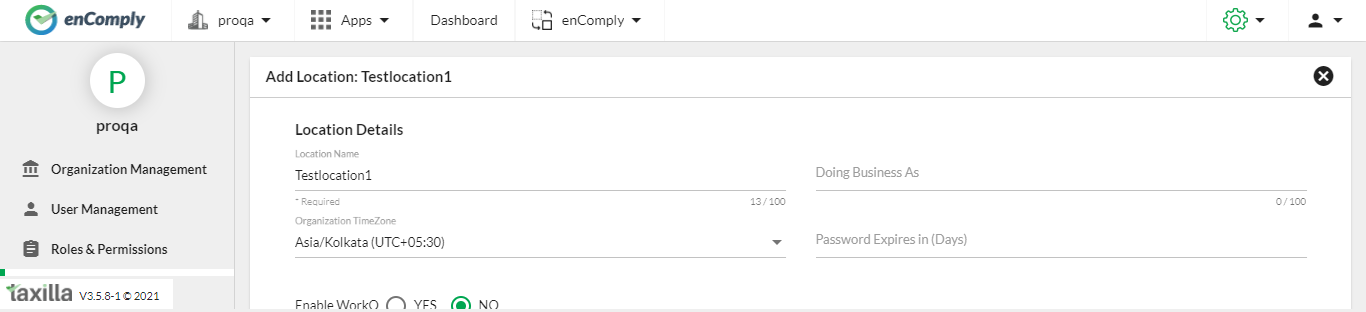 enComply proqa Apps Dashboard enComply
P
proqa
Organization Management
User Management
Roles & Permissions
taxilla V3.5.8-1 © 2021
Add Location: Testlocation1
Location Details
Location Name
Testlocation1
Doing Business As
* Required 13 / 100
0 / 100
Organization TimeZone
Asia/Kolkata (UTC+05:30)
Password Expires in (Days)
Enable WorkQ YES NO